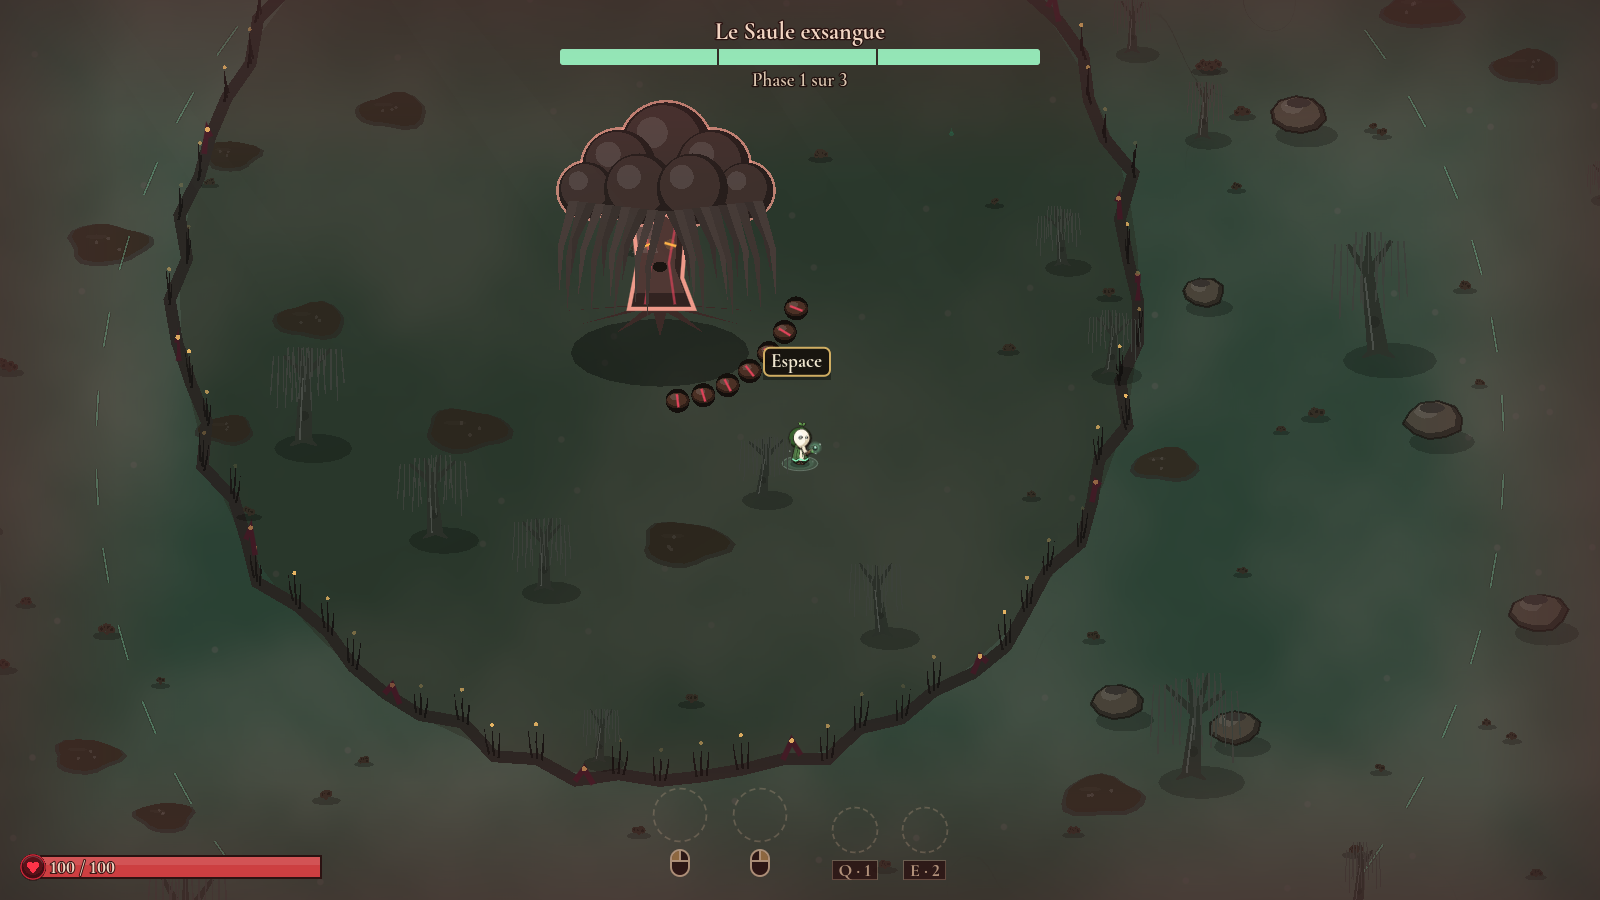 Le Saule exsangue
Phase 1 sur 3
Espace
100 / 100
Q · 1
E · 2